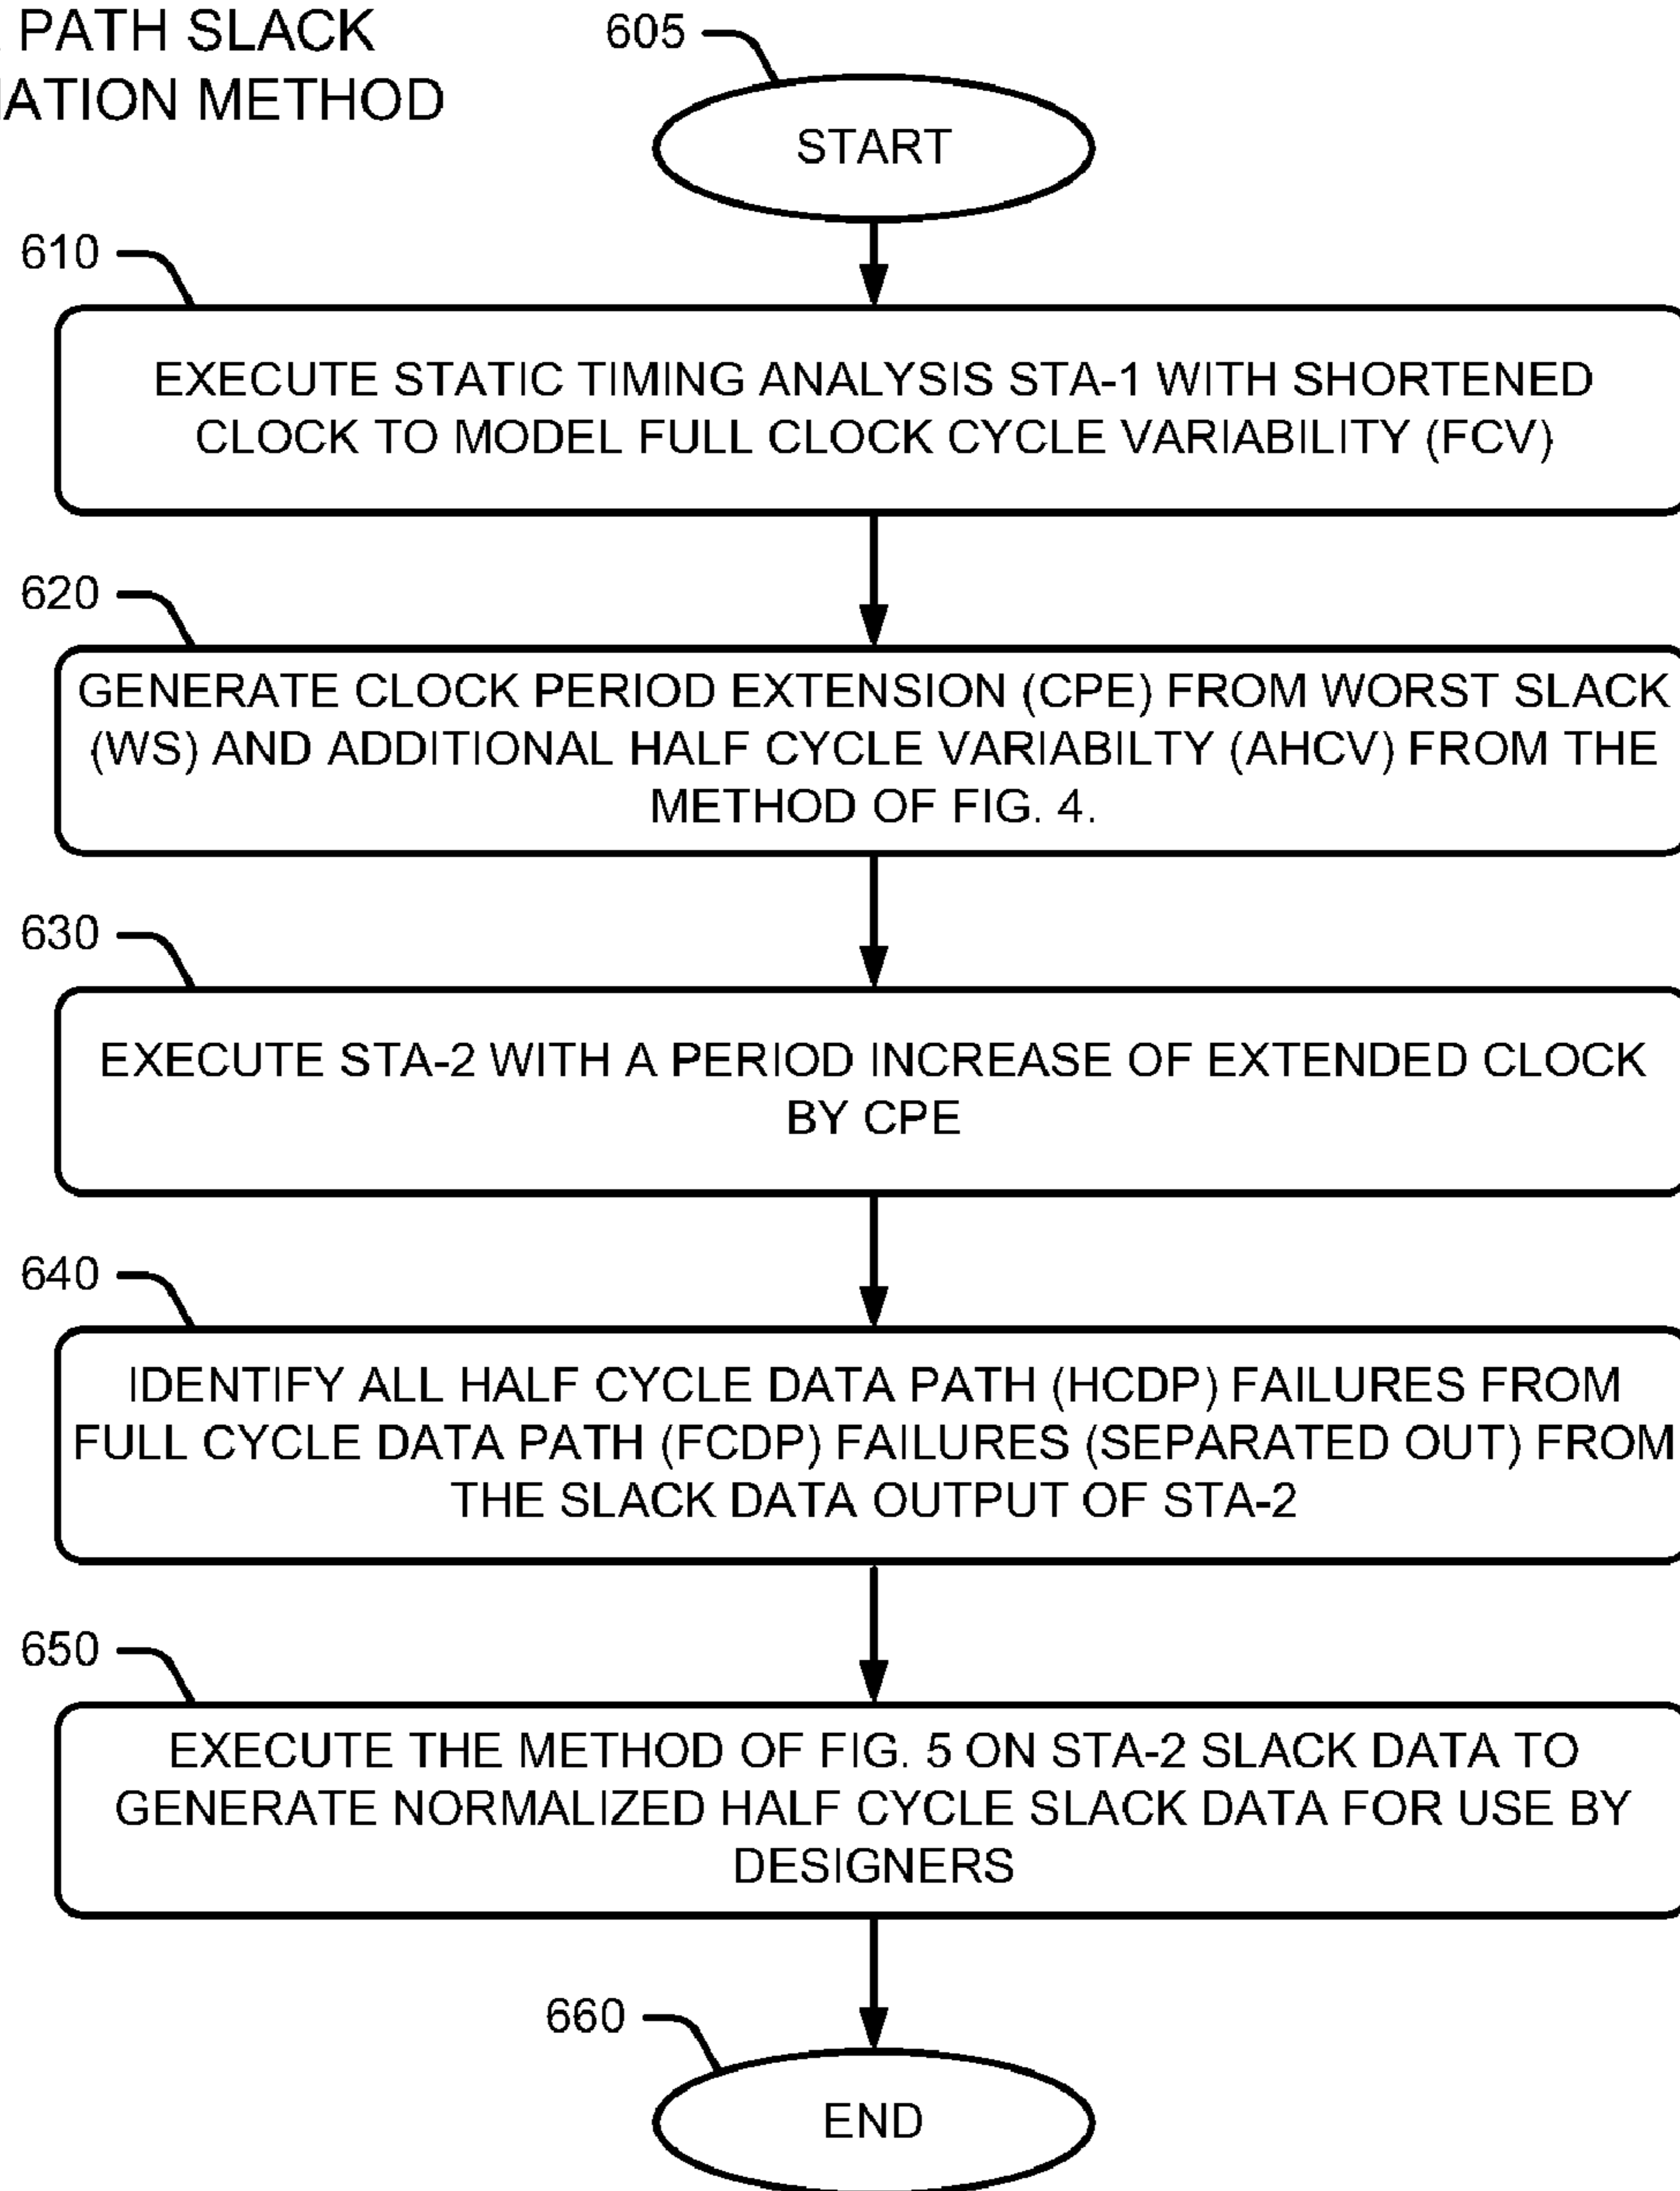 PATH SLACK
ATION METHOD
605
START
610
EXECUTE STATIC TIMING ANALYSIS STA-1 WITH SHORTENED
CLOCK TO MODEL FULL CLOCK CYCLE VARIABILITY (FCV)
620
GENERATE CLOCK PERIOD EXTENSION (CPE) FROM WORST SLACK
(WS) AND ADDITIONAL HALF CYCLE VARIABILTY (AHCV) FROM THE
METHOD OF FIG. 4.
630
EXECUTE STA-2 WITH A PERIOD INCREASE OF EXTENDED CLOCK
BY CPE
640
IDENTIFY ALL HALF CYCLE DATA PATH (HCDP) FAILURES FROM
FULL CYCLE DATA PATH (FCDP) FAILURES (SEPARATED OUT) FROM
THE SLACK DATA OUTPUT OF STA-2
650
EXECUTE THE METHOD OF FIG. 5 ON STA-2 SLACK DATA TO
GENERATE NORMALIZED HALF CYCLE SLACK DATA FOR USE BY
DESIGNERS
660
END